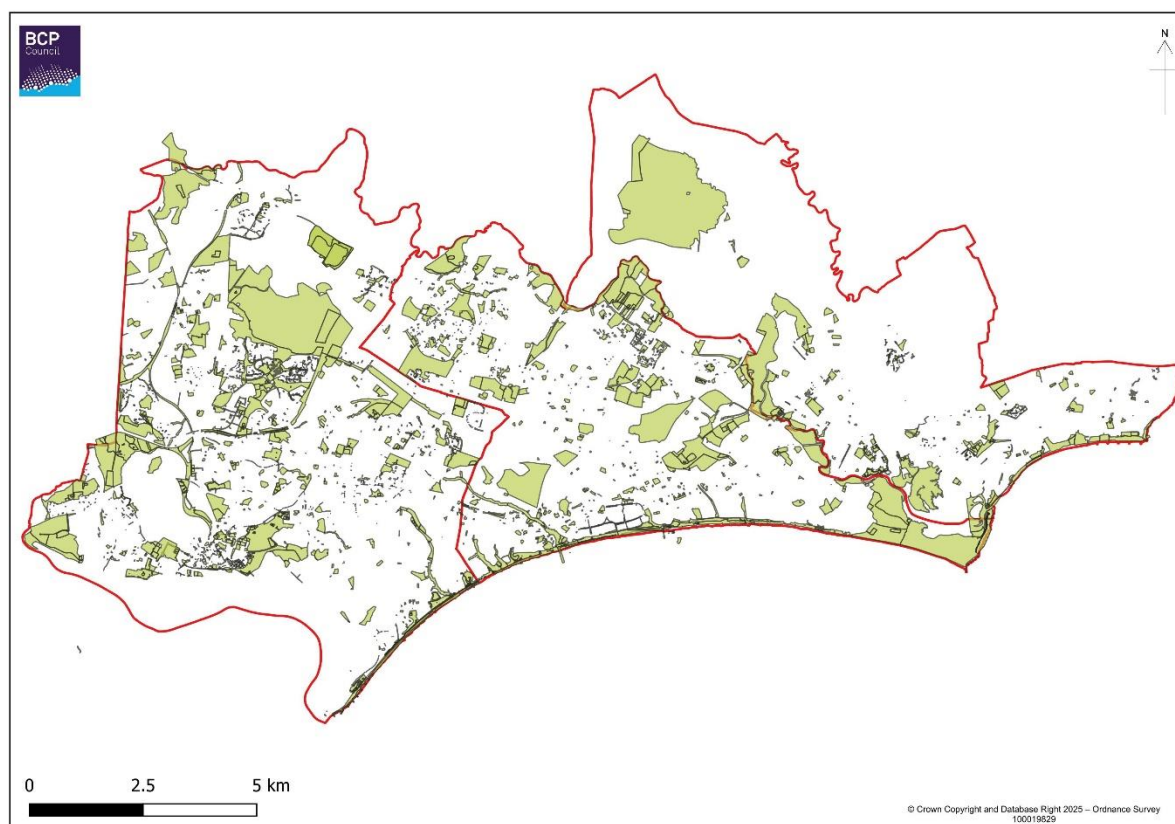 BCP
Council
N
0 2.5 5 km
© Crown Copyright and Database Right 2025 – Ordnance Survey
100019829